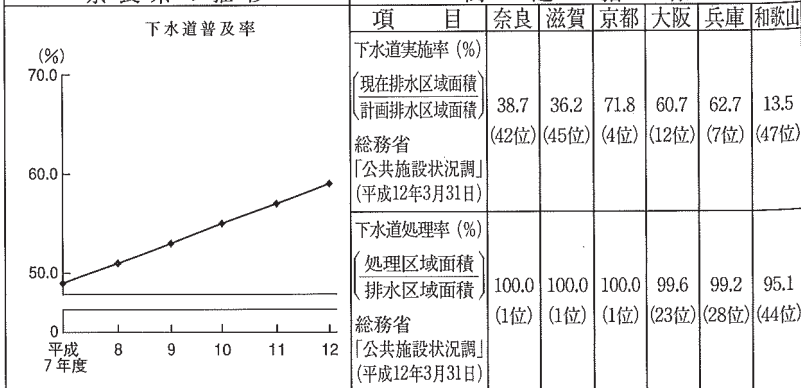 下水道普及率
(%)
70.0
60.0
50.0
0
平成
7年度
8
9
10
11
12
項 目 奈良 滋賀 京都 大阪 兵庫 和歌山
下水道実施率(%)
(現在排水区域面積
計画排水区域面積)
38.7 36.2 71.8 60.7 62.7 13.5
(42位) (45位) (4位) (12位) (7位) (47位)
総務省
「公共施設状況調」
(平成12年3月31日)
下水道処理率(%)
(処理区域面積
排水区域面積)
100.0 100.0 100.0 99.6 99.2 95.1
(1位) (1位) (1位) (23位) (28位) (44位)
総務省
「公共施設状況調」
(平成12年3月31日)